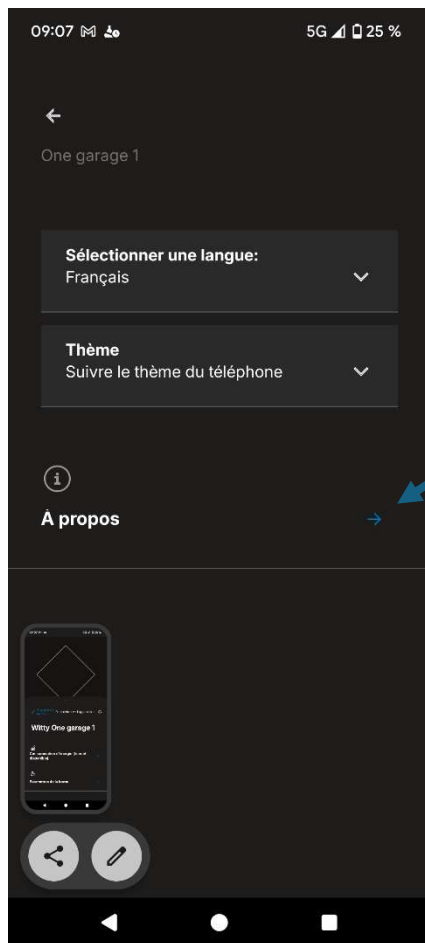 09:07
5G 25 %
One garage 1
Sélectionner une langue:
Français
Thème
Suivre le thème du téléphone
À propos
Witty One garage 1